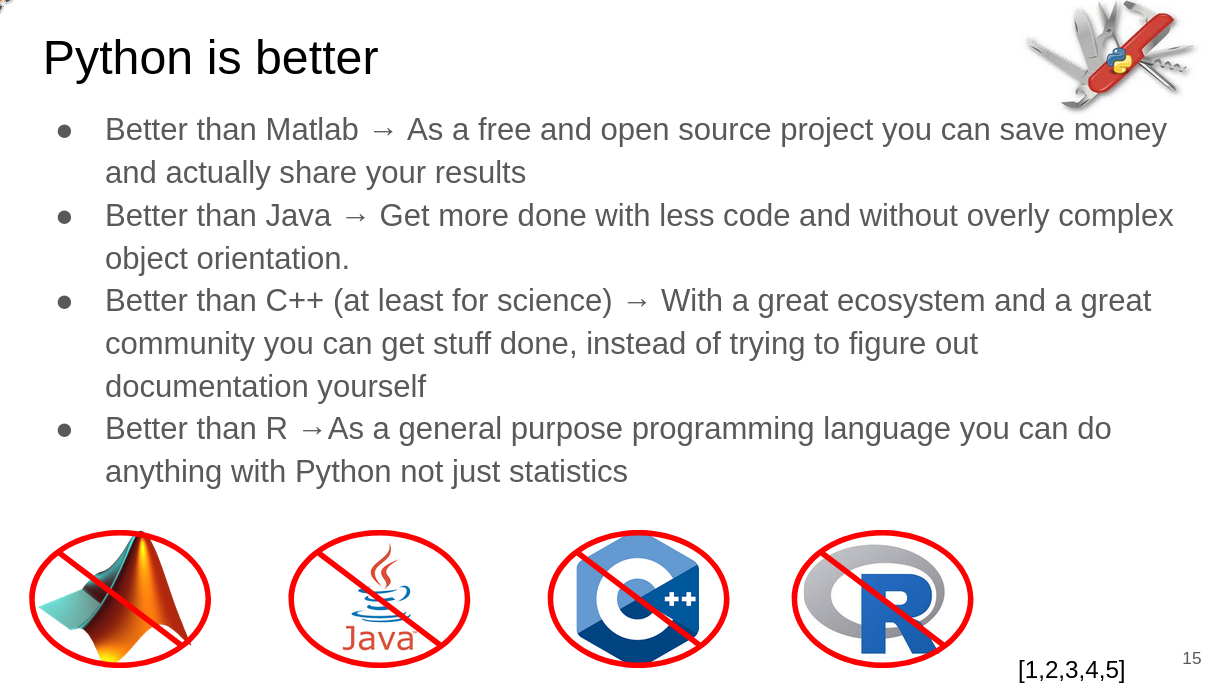 Python is better
● Better than Matlab → As a free and open source project you can save money
and actually share your results
● Better than Java → Get more done with less code and without overly complex
object orientation.
● Better than C++ (at least for science) → With a great ecosystem and a great
community you can get stuff done, instead of trying to figure out
documentation yourself
● Better than R →As a general purpose programming language you can do
anything with Python not just statistics
Java
++
R
15
[1,2,3,4,5]